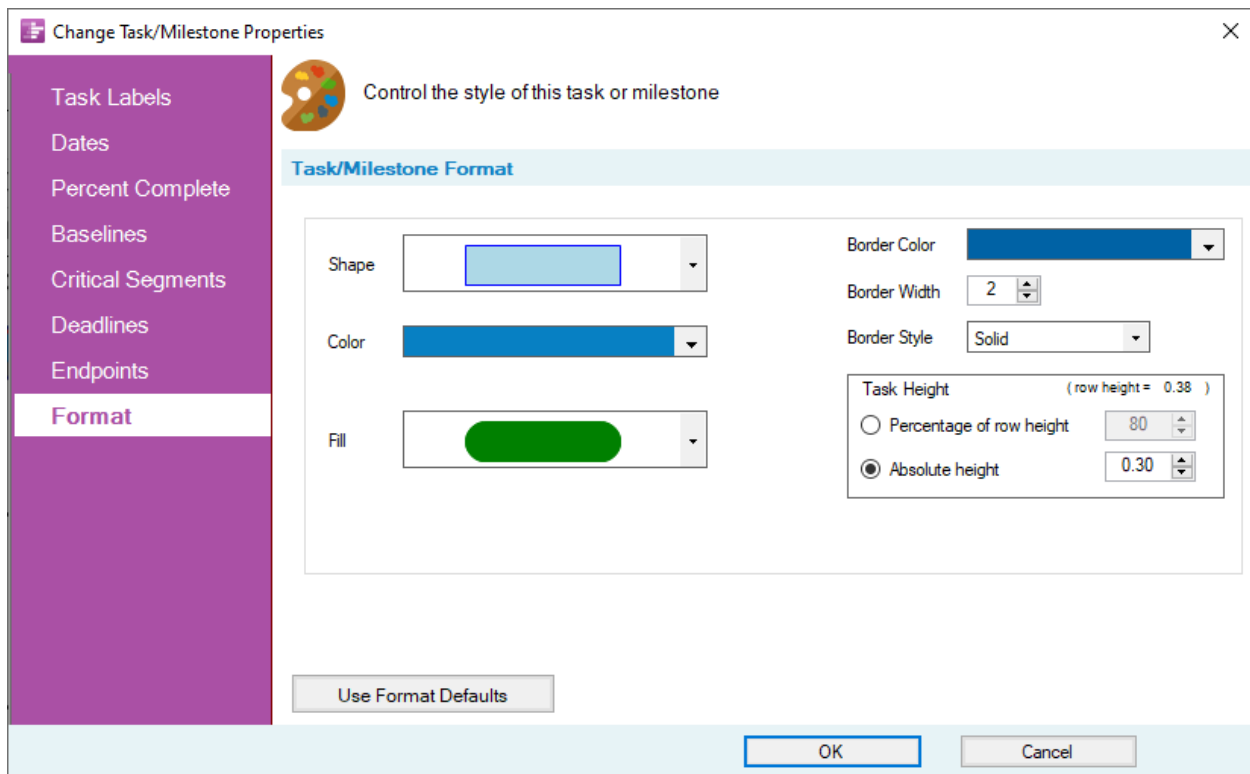 Change Task/Milestone Properties
Task Labels
Dates
Percent Complete
Baselines
Critical Segments
Deadlines
Endpoints
Format
Control the style of this task or milestone
Task/Milestone Format
Shape
Color
Fill
Border Color
Border Width 2
Border Style Solid
Task Height ( row height = 0.38 )
Percentage of row height 80
Absolute height 0.30
Use Format Defaults
OK Cancel